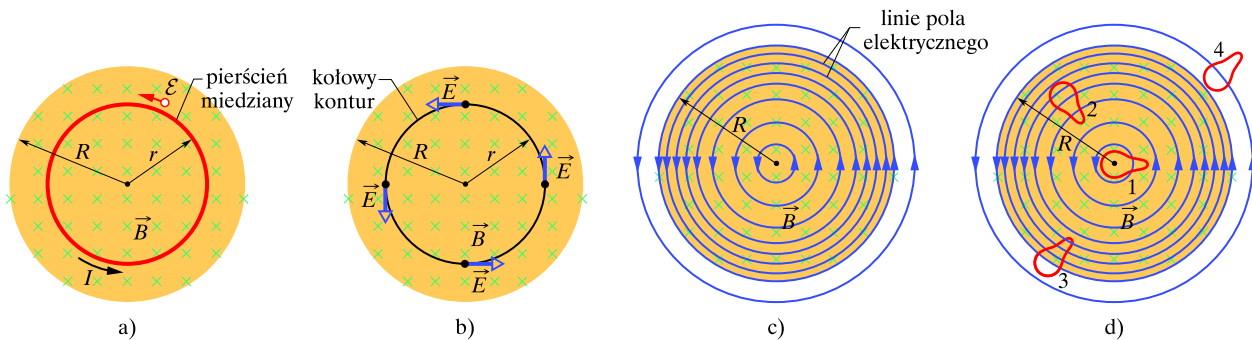 pierścień
miedziany
ℰ
R
r
B
I
a)
kołowy
kontur
E
E
E
E
R
r
B
b)
linie pola
elektrycznego
R
B
c)
4
2
R
1
B
3
d)